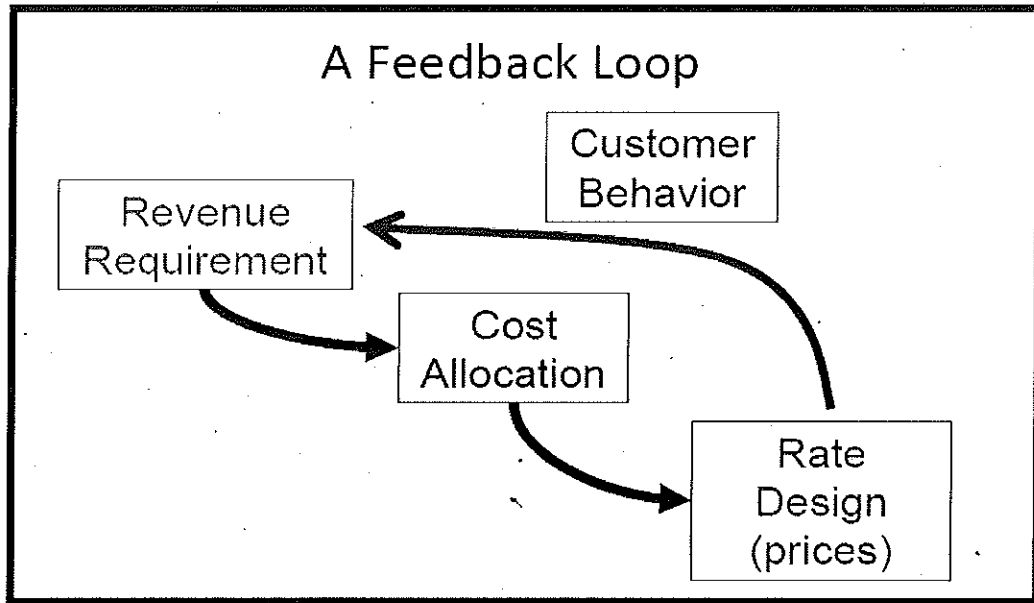 A Feedback Loop
Customer
Behavior
Revenue
Requirement
Cost
Allocation
Rate
Design
(prices)